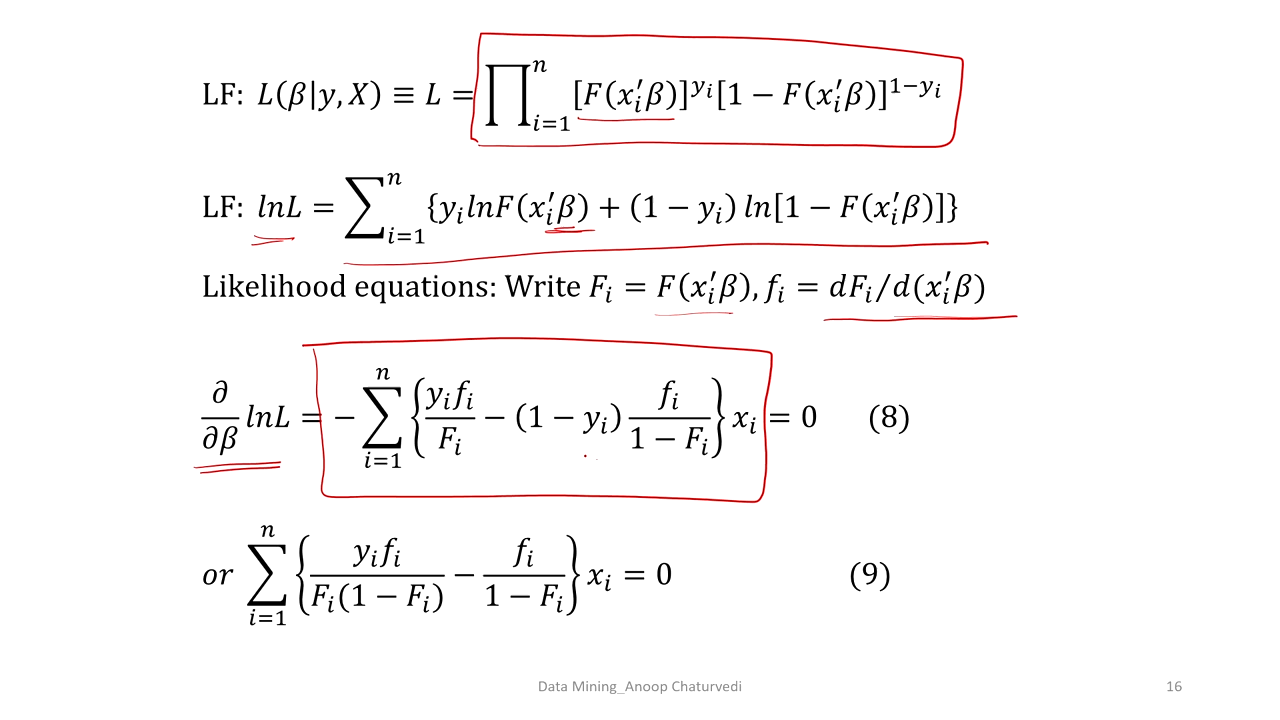 LF: L(β|y, X) ≡ L = ∏_{i=1}^{n} [F(x_i′β)]^{y_i}[1 − F(x_i′β)]^{1−y_i}
LF: lnL = ∑_{i=1}^{n} {y_i lnF(x_i′β) + (1 − y_i) ln[1 − F(x_i′β)]}
Likelihood equations: Write F_i = F(x_i′β), f_i = dF_i/d(x_i′β)
∂/∂β lnL = − ∑_{i=1}^{n} {y_i f_i / F_i − (1 − y_i) f_i / (1 − F_i)} x_i = 0 (8)
or ∑_{i=1}^{n} {y_i f_i / F_i(1 − F_i) − f_i / (1 − F_i)} x_i = 0 (9)
Data Mining_Anoop Chaturvedi 16